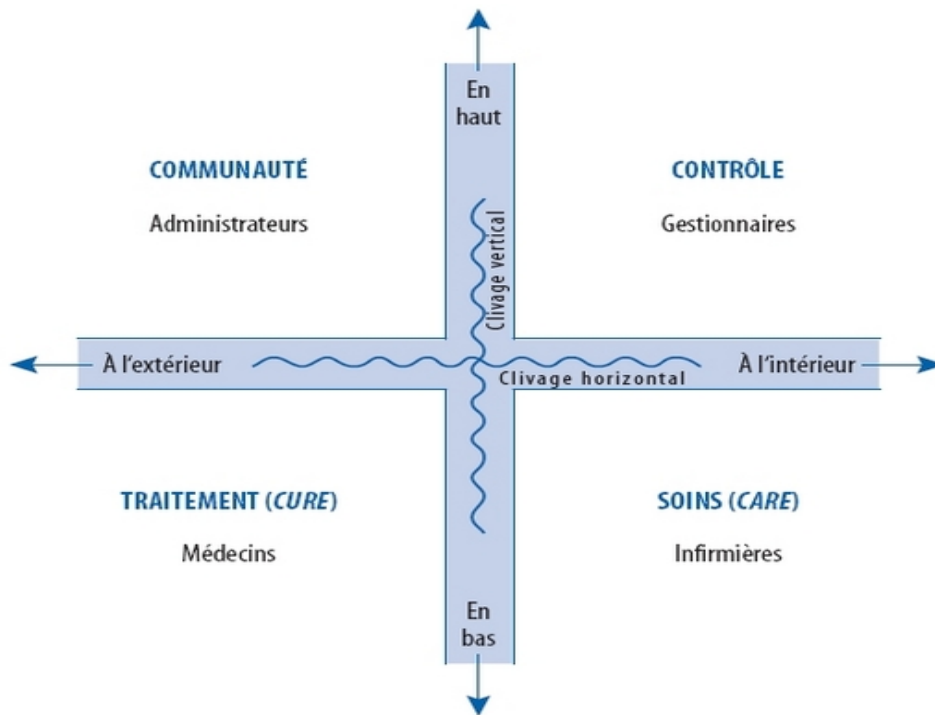 En
haut
COMMUNAUTÉ
CONTRÔLE
Administrateurs
Gestionnaires
Clivage vertical
À l'extérieur
À l'intérieur
Clivage horizontal
TRAITEMENT (CURE)
SOINS (CARE)
Médecins
Infirmières
En
bas